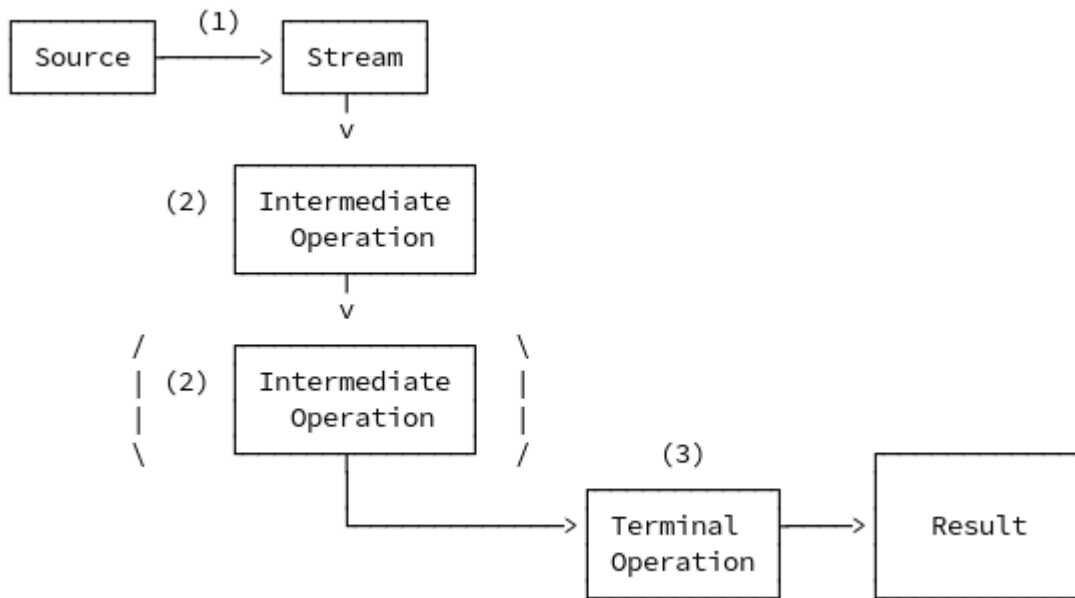 (1)
Source
Stream
(2)
Intermediate
Operation
(2)
Intermediate
Operation
(3)
Terminal
Operation
Result